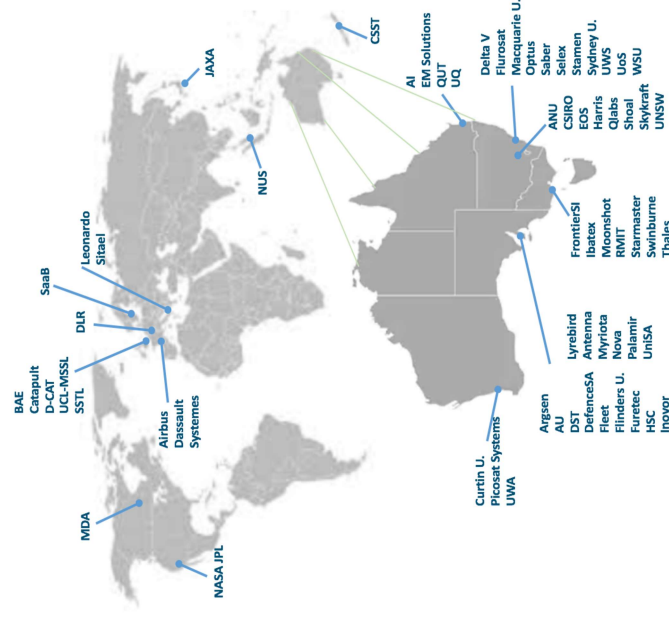 MDA
NASA JPL
BAE
Catapult
D-CAT
UCL-MSSL
SSTL
Airbus
Dassault
Systemes
DLR
SaaB
Leonardo
Sitael
JAXA
NUS
CSST
Curtin U.
Picosat Systems
UWA
Argsen
AU
DST
DefenceSA
Fleet
Flinders U.
Furetec
HSC
Inovor
Lyrebird
Antenna
Myriota
Nova
Palamir
UniSA
FrontierSI
Ibatex
Moonshot
RMIT
Starmaster
Swinburne
Thales
AI
EM Solutions
QUT
UQ
Delta V
Flurosat
Macquarie U.
Optus
Saber
Selex
Stamen
Sydney U.
UWS
UoS
WSU
ANU
CSIRO
EOS
Harris
Qlabs
Shoal
Skykraft
UNSW